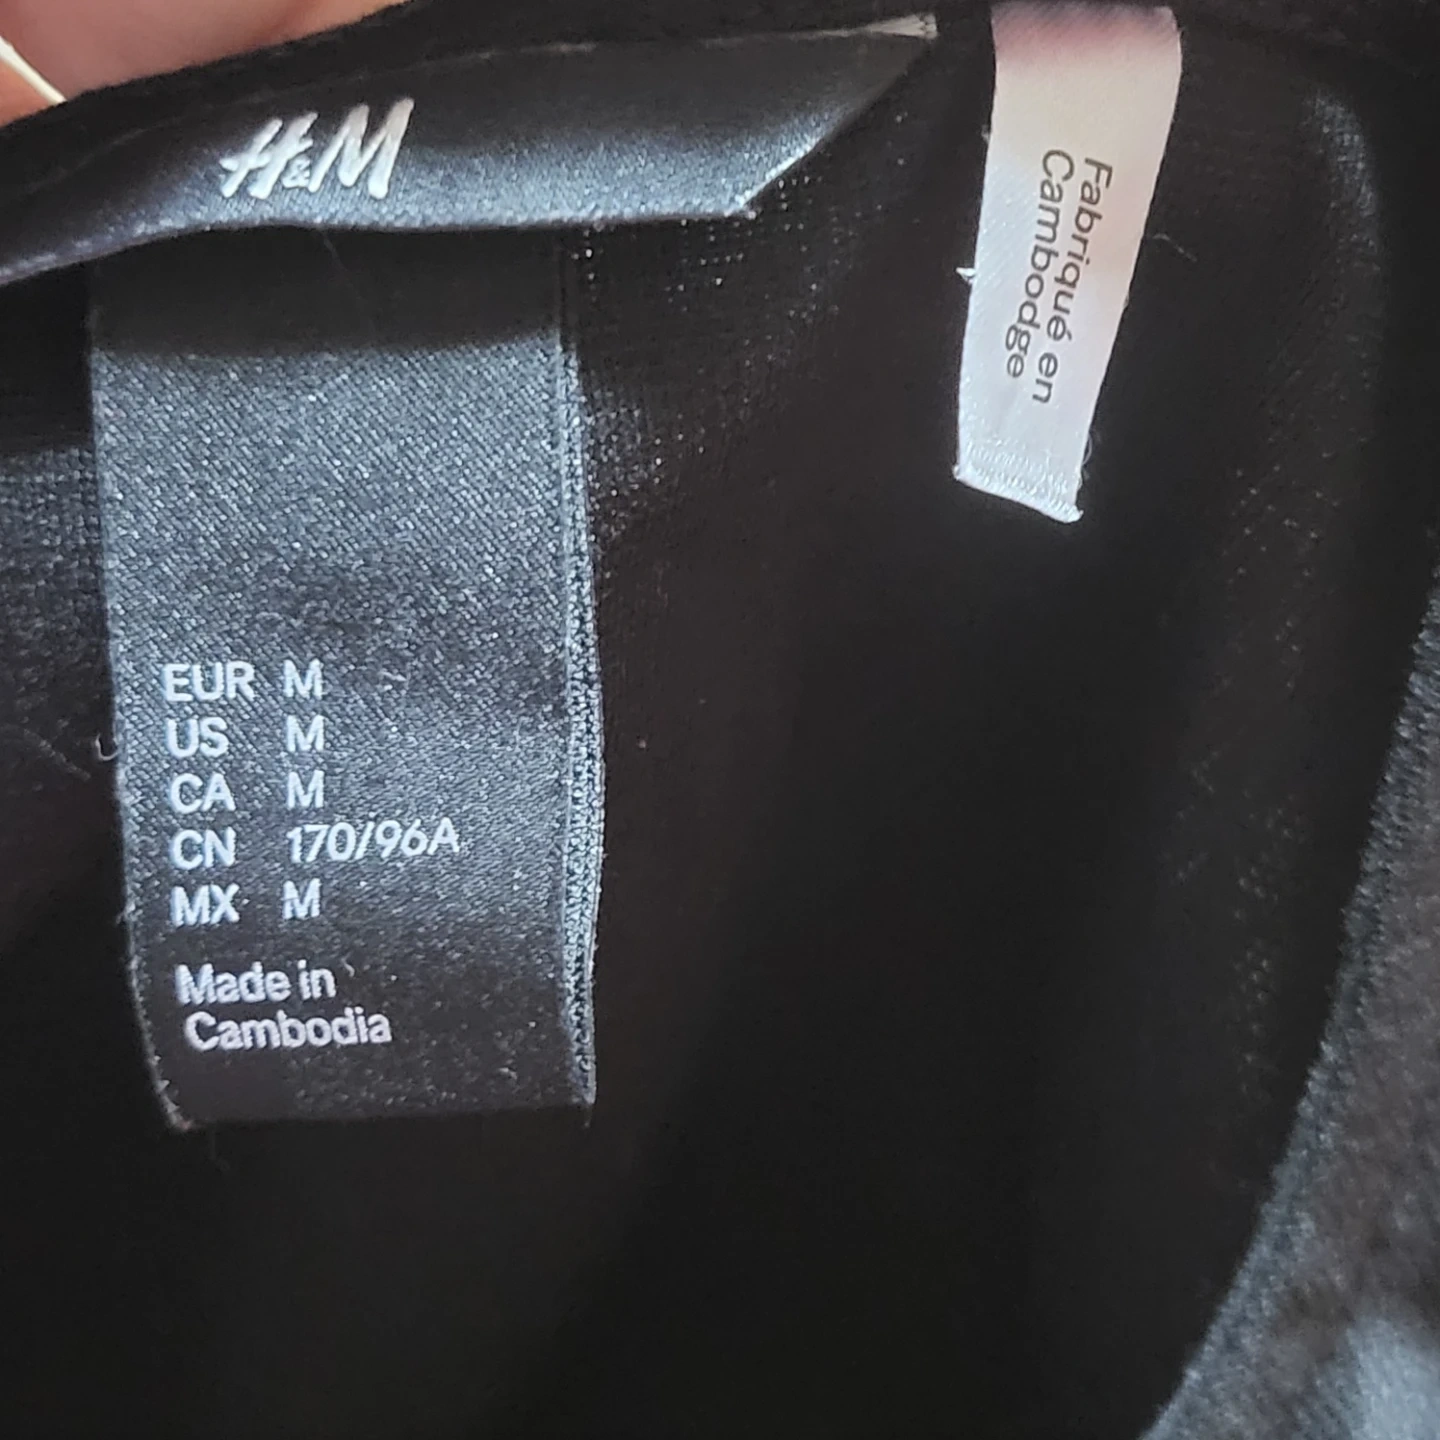 H&M
EUR M
US M
CA M
CN 170/96A
MX M
Made in
Cambodia
Fabriqué en
Cambodge